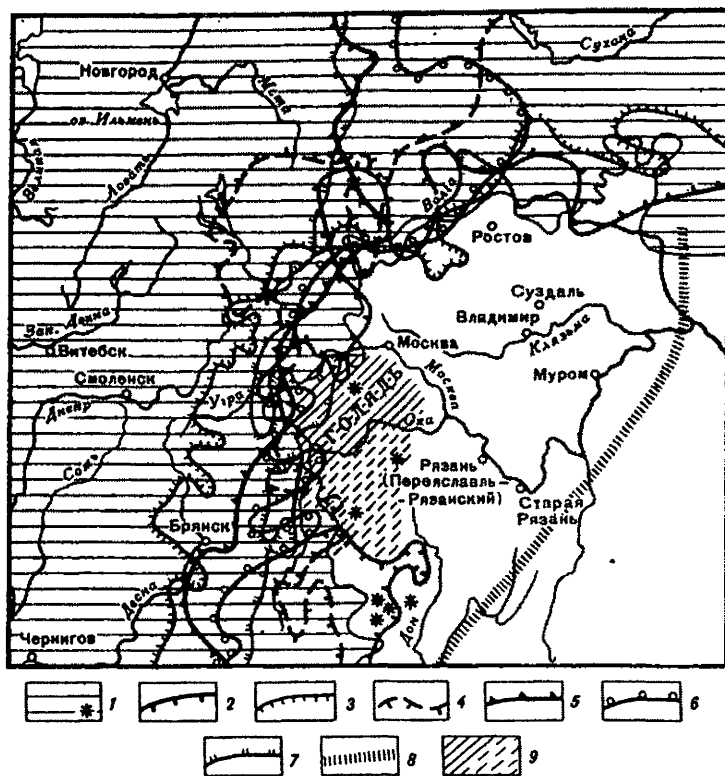 Сухона
Новгород
Мста
оз. Ильмень
Великая
Ловать
Волга
Ростов
Суздаль
Зап. Двина
Владимир
Клязьма
Витебск
Москва
Смоленск
Москва
Муром
Днепр
Угра
ГОЛЯДЬ
Ока
Сож
Рязань
(Переяславль-
-Рязанский)
Старая
Рязань
Брянск
Десна
Дон
Чернигов
1 2 3 4 5 6
7 8 9